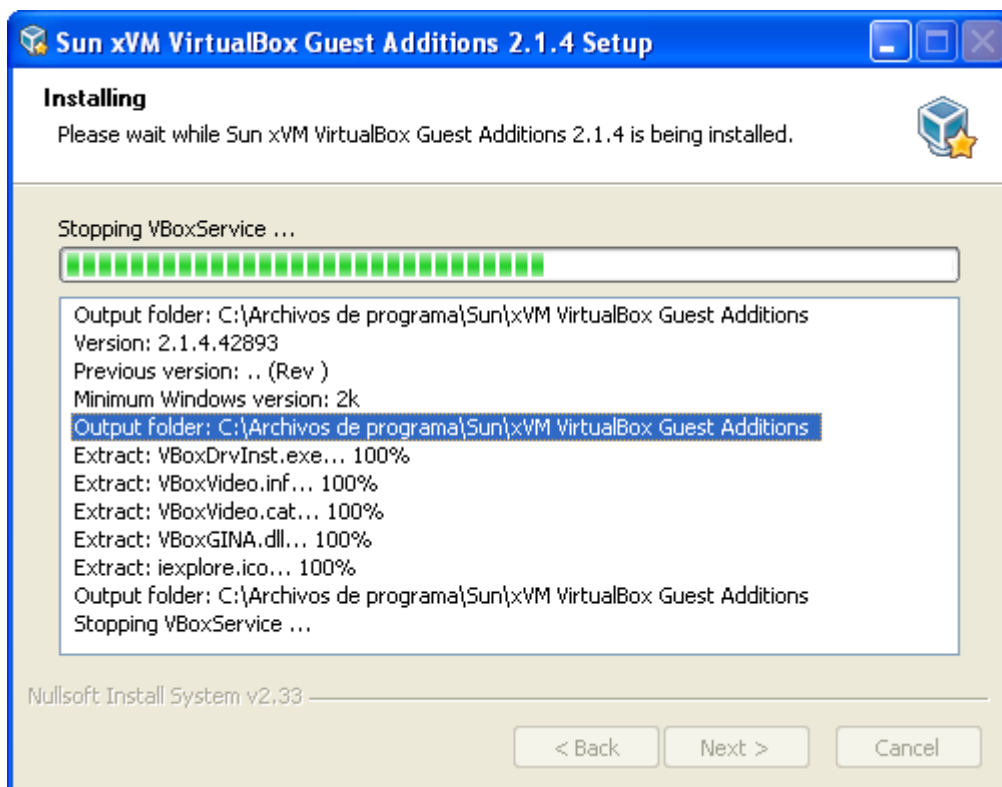 Sun xVM VirtualBox Guest Additions 2.1.4 Setup
Installing
Please wait while Sun xVM VirtualBox Guest Additions 2.1.4 is being installed.
Stopping VBoxService ...
Output folder: C:\Archivos de programa\Sun\xVM VirtualBox Guest Additions
Version: 2.1.4.42893
Previous version: .. (Rev )
Minimum Windows version: 2k
Output folder: C:\Archivos de programa\Sun\xVM VirtualBox Guest Additions
Extract: VBoxDrvInst.exe... 100%
Extract: VBoxVideo.inf... 100%
Extract: VBoxVideo.cat... 100%
Extract: VBoxGINA.dll... 100%
Extract: iexplore.ico... 100%
Output folder: C:\Archivos de programa\Sun\xVM VirtualBox Guest Additions
Stopping VBoxService ...
Nullsoft Install System v2.33
< Back
Next >
Cancel